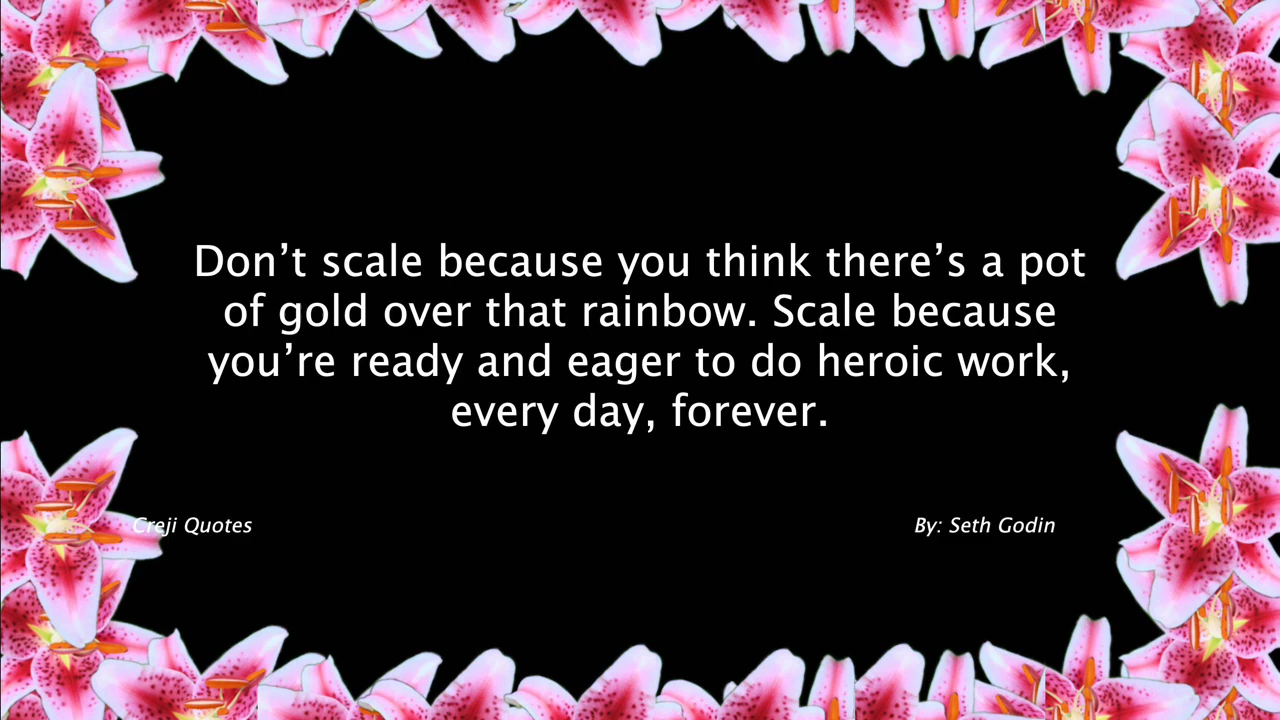 Don’t scale because you think there’s a pot
of gold over that rainbow. Scale because
you’re ready and eager to do heroic work,
every day, forever.
Creji Quotes
By: Seth Godin